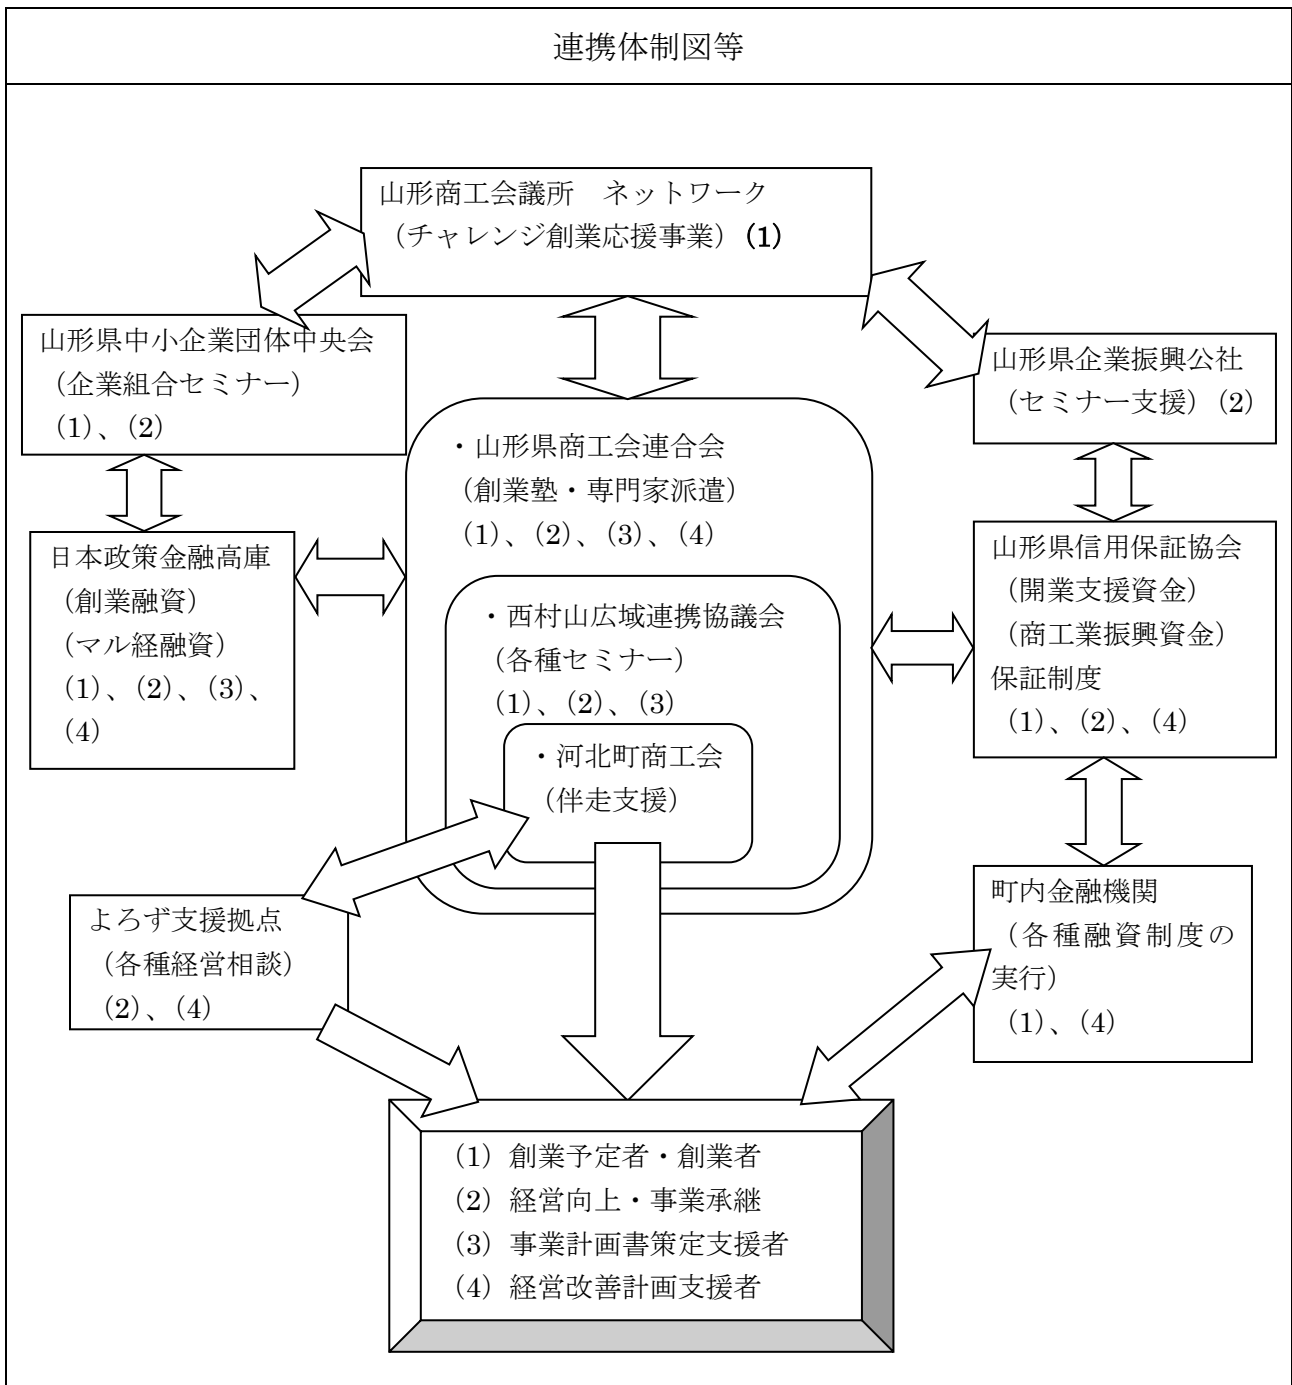 連携体制図等
山形商工会議所　ネットワーク
（チャレンジ創業応援事業）(1)
山形県中小企業団体中央会
（企業組合セミナー）
(1)、(2)
山形県企業振興公社
（セミナー支援）(2)
・山形県商工会連合会
（創業塾・専門家派遣）
(1)、(2)、(3)、(4)
日本政策金融高庫
（創業融資）
（マル経融資）
(1)、(2)、(3)、
(4)
山形県信用保証協会
（開業支援資金）
（商工業振興資金）
保証制度
(1)、(2)、(4)
・西村山広域連携協議会
（各種セミナー）
(1)、(2)、(3)
・河北町商工会
（伴走支援）
よろず支援拠点
（各種経営相談）
(2)、(4)
町内金融機関
（各種融資制度の
実行）
(1)、(4)
(1) 創業予定者・創業者
(2) 経営向上・事業承継
(3) 事業計画書策定支援者
(4) 経営改善計画支援者